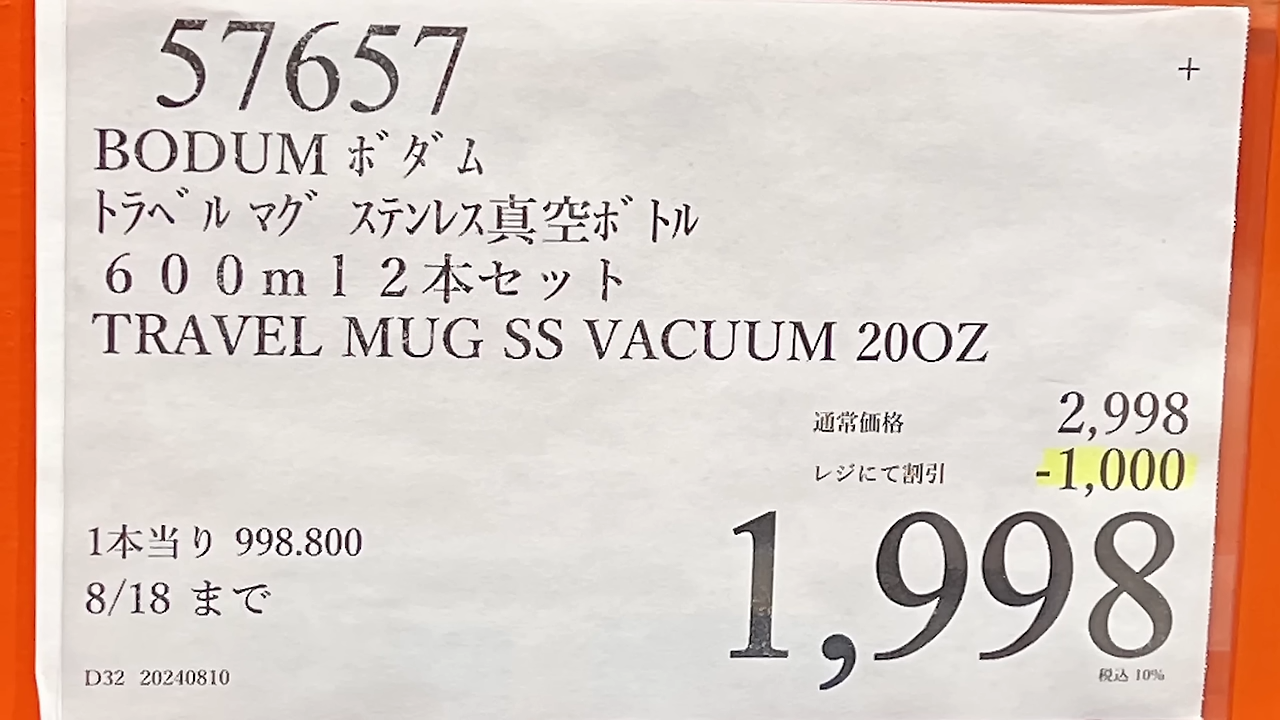 57657
+
BODUM ﾎﾞﾀﾞﾑ
ﾄﾗﾍﾞﾙ ﾏｸﾞ ｽﾃﾝﾚｽ真空ﾎﾞﾄﾙ
６００ｍｌ２本セット
TRAVEL MUG SS VACUUM 20OZ
通常価格 2,998
レジにて割引 -1,000
1,998
1本当り 998.800
8/18 まで
税込 10%
D32 20240810